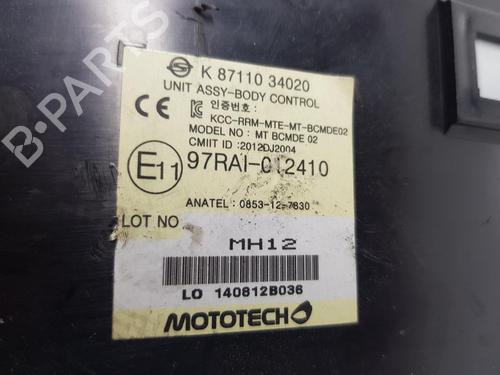 B-PARTS
K 87110 34020
UNIT ASSY-BODY CONTROL
인증번호:
KCC-RRM-MTE-MT-BCMDE02
MODEL NO: MT BCMDE 02
CMIIT ID:2012DJ2004
E11 97RAI-012410
ANATEL: 0853-12-7830
LOT NO
MH12
LO 140812B036
MOTOTECH